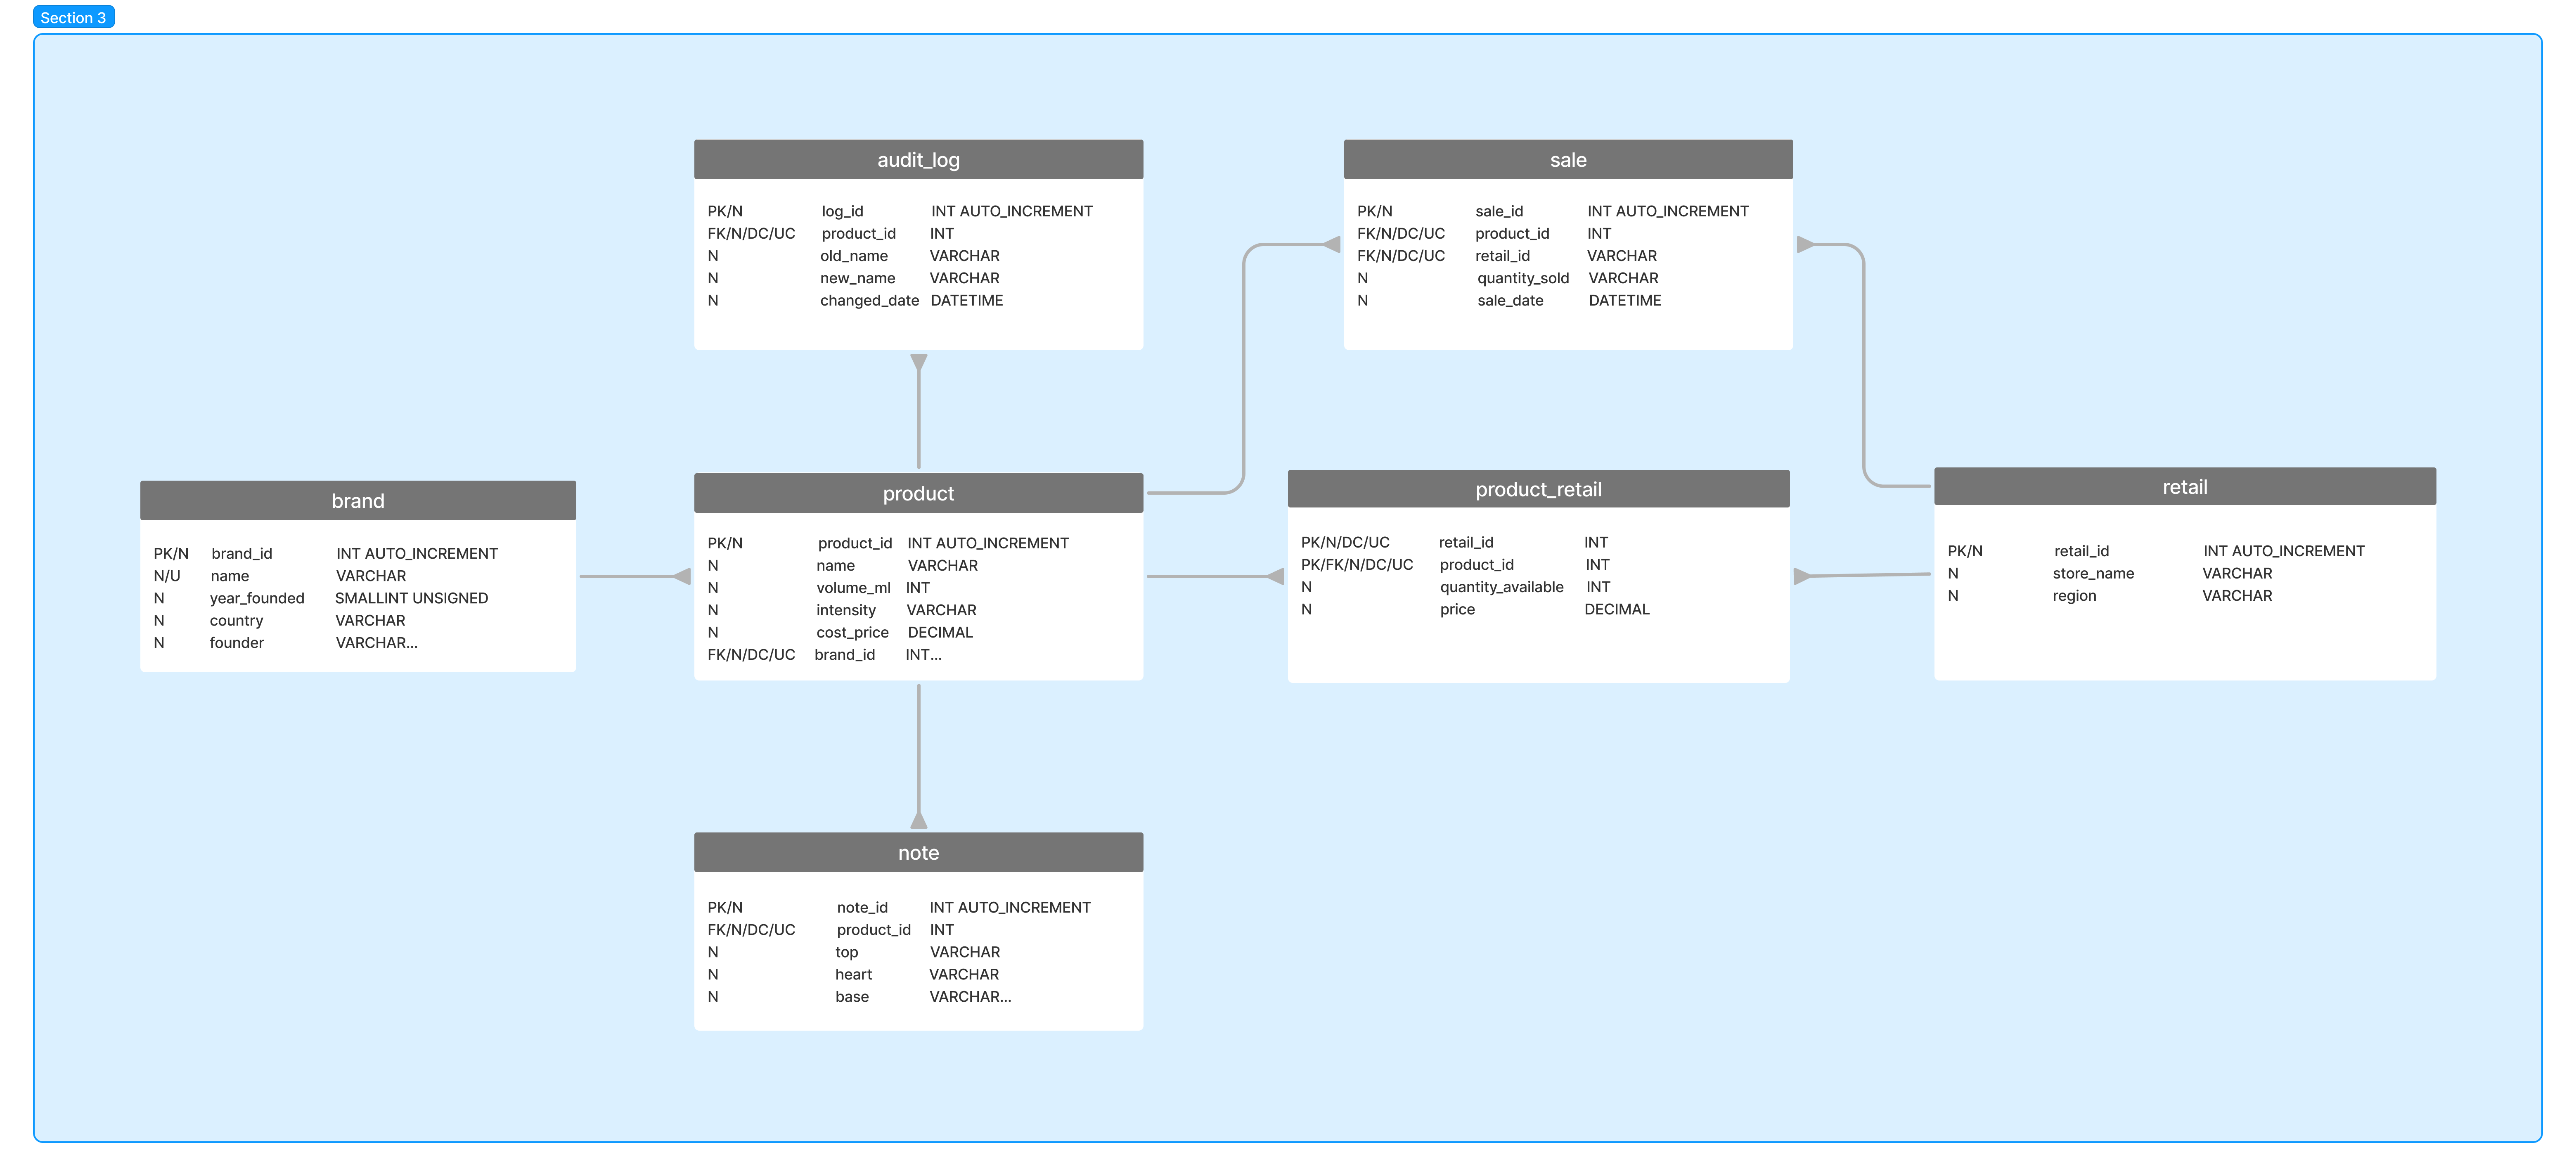 Section 3
audit_log
PK/N log_id INT AUTO_INCREMENT
FK/N/DC/UC product_id INT
N old_name VARCHAR
N new_name VARCHAR
N changed_date DATETIME
sale
PK/N sale_id INT AUTO_INCREMENT
FK/N/DC/UC product_id INT
FK/N/DC/UC retail_id VARCHAR
N quantity_sold VARCHAR
N sale_date DATETIME
brand
PK/N brand_id INT AUTO_INCREMENT
N/U name VARCHAR
N year_founded SMALLINT UNSIGNED
N country VARCHAR
N founder VARCHAR...
product
PK/N product_id INT AUTO_INCREMENT
N name VARCHAR
N volume_ml INT
N intensity VARCHAR
N cost_price DECIMAL
FK/N/DC/UC brand_id INT...
product_retail
PK/N/DC/UC retail_id INT
PK/FK/N/DC/UC product_id INT
N quantity_available INT
N price DECIMAL
retail
PK/N retail_id INT AUTO_INCREMENT
N store_name VARCHAR
N region VARCHAR
note
PK/N note_id INT AUTO_INCREMENT
FK/N/DC/UC product_id INT
N top VARCHAR
N heart VARCHAR
N base VARCHAR...